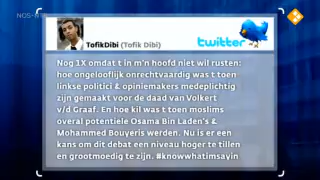 NOS-N
TofikDibi (Tofik Dibi)
twitter
Nog 1X omdat t in m'n hoofd niet wil rusten:
hoe ongelooflijk onrechtvaardig was t toen
linkse politici & opiniemakers medeplichtig
zijn gemaakt voor de daad van Volkert
v/d Graaf. En hoe kil was t toen moslims
overal potentiele Osama Bin Laden's &
Mohammed Bouyeris werden. Nu is er een
kans om dit debat een niveau hoger te tillen
en grootmoedig te zijn. #knowwhatimsayin